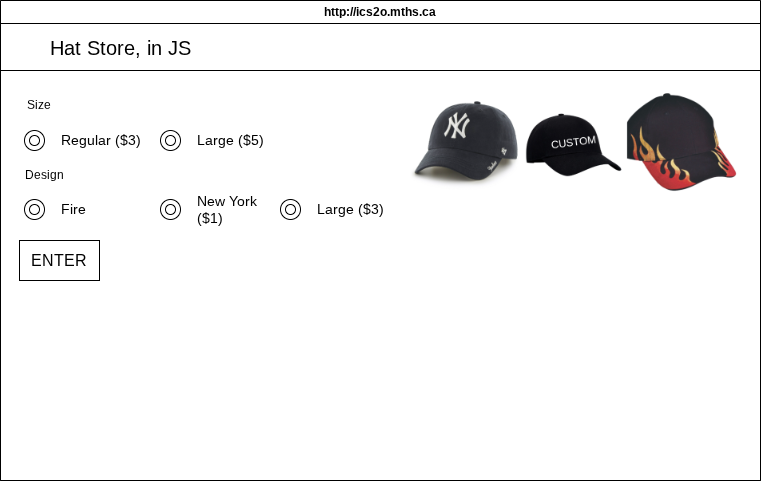 http://ics2o.mths.ca
Hat Store, in JS
Size
Regular ($3)
Large ($5)
Design
Fire
New York
($1)
Large ($3)
ENTER
NY
CUSTOM